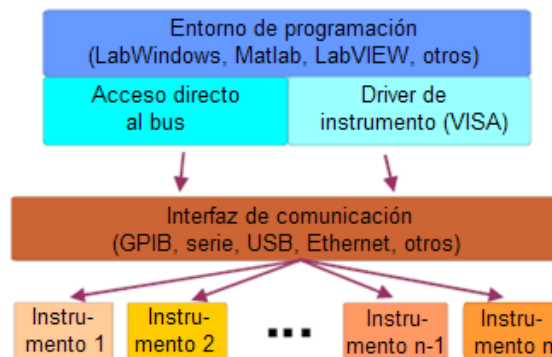 Entorno de programación
(LabWindows, Matlab, LabVIEW, otros)
Acceso directo
al bus
Driver de
instrumento (VISA)
Interfaz de comunicación
(GPIB, serie, USB, Ethernet, otros)
Instru-
mento 1
Instru-
mento 2
...
Instru-
mento n-1
Instru-
mento n